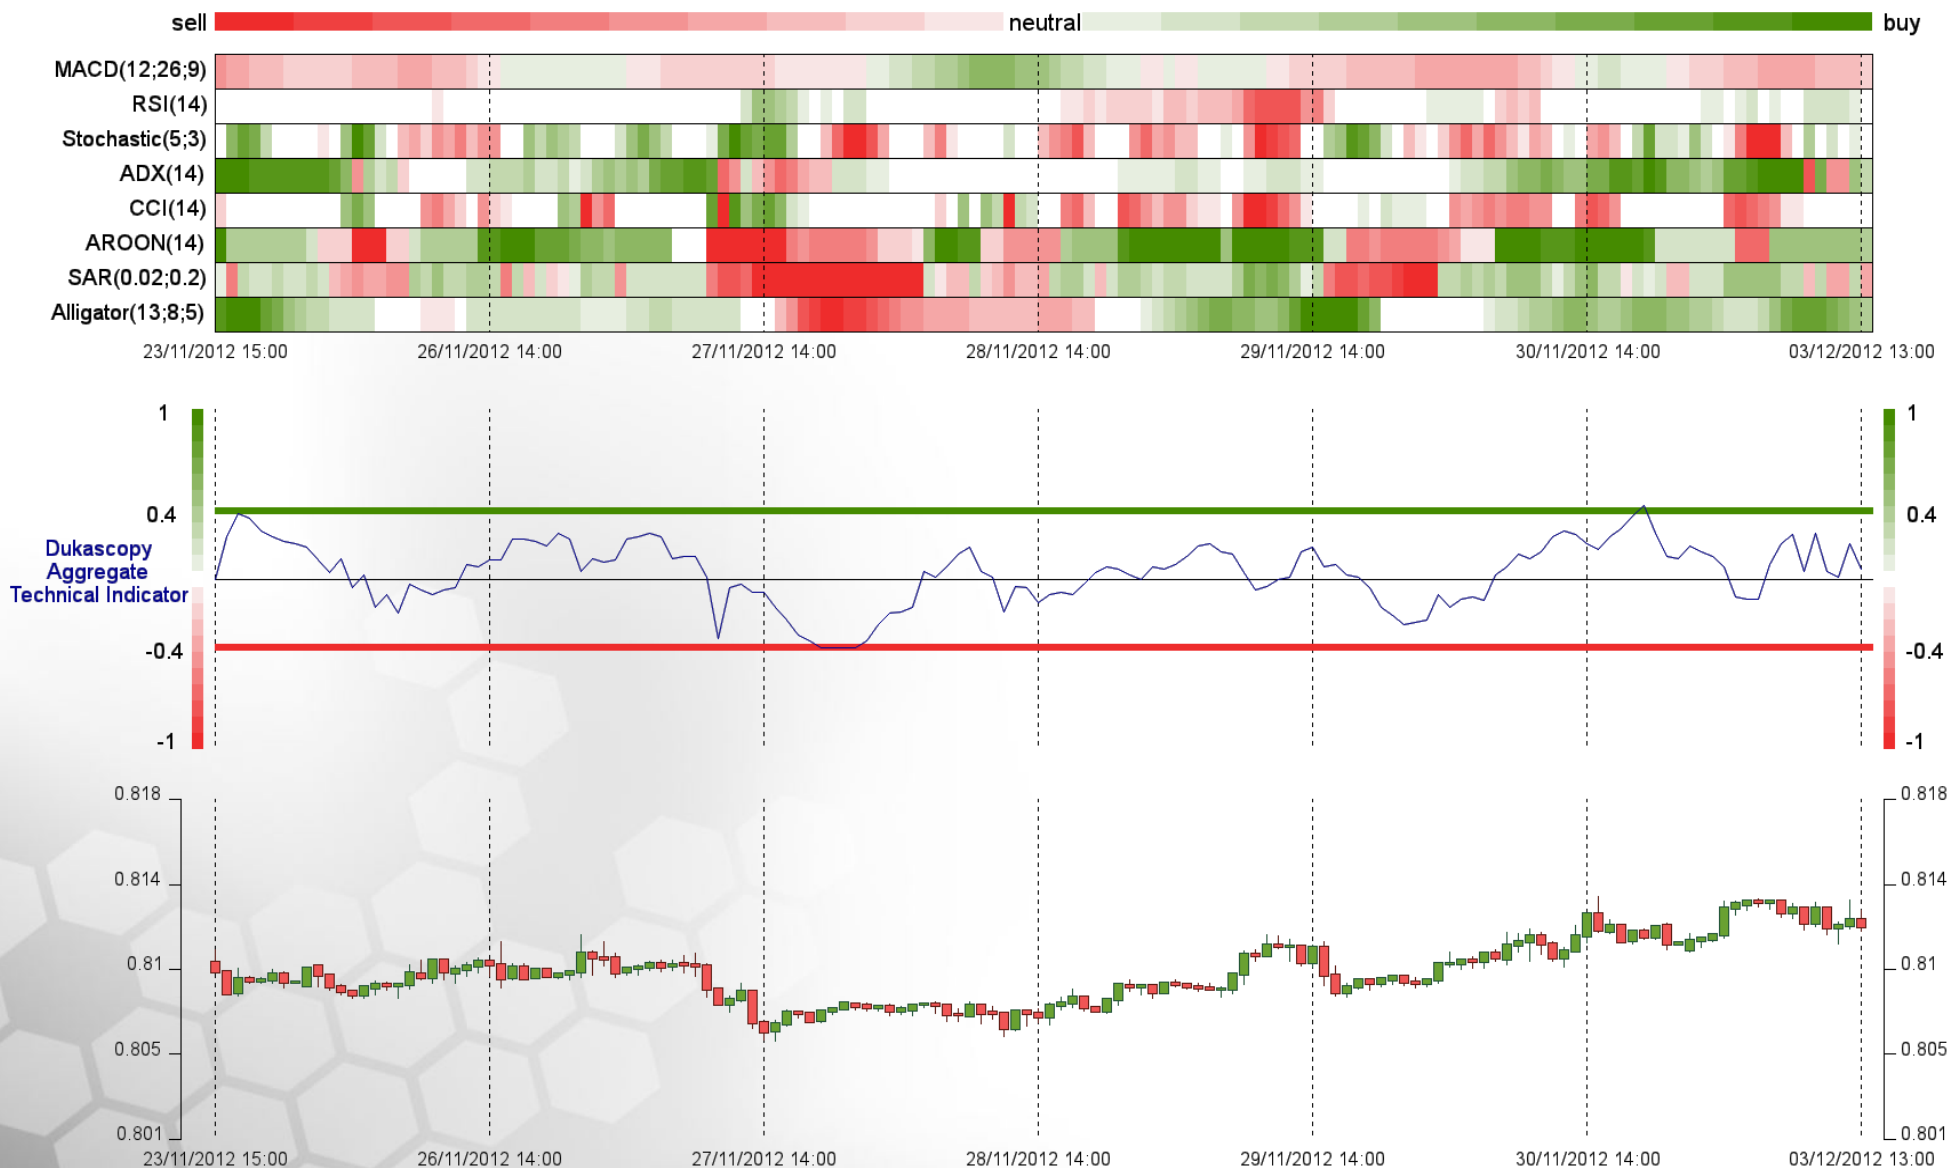 sell neutral buy
MACD(12;26;9)
RSI(14)
Stochastic(5;3)
ADX(14)
CCI(14)
AROON(14)
SAR(0.02;0.2)
Alligator(13;8;5)
23/11/2012 15:00 26/11/2012 14:00 27/11/2012 14:00 28/11/2012 14:00 29/11/2012 14:00 30/11/2012 14:00 03/12/2012 13:00
1 1
0.4 0.4
Dukascopy
Aggregate
Technical Indicator
-0.4 -0.4
-1 -1
0.818 0.818
0.814 0.814
0.81 0.81
0.805 0.805
0.801 0.801
23/11/2012 15:00 26/11/2012 14:00 27/11/2012 14:00 28/11/2012 14:00 29/11/2012 14:00 30/11/2012 14:00 03/12/2012 13:00